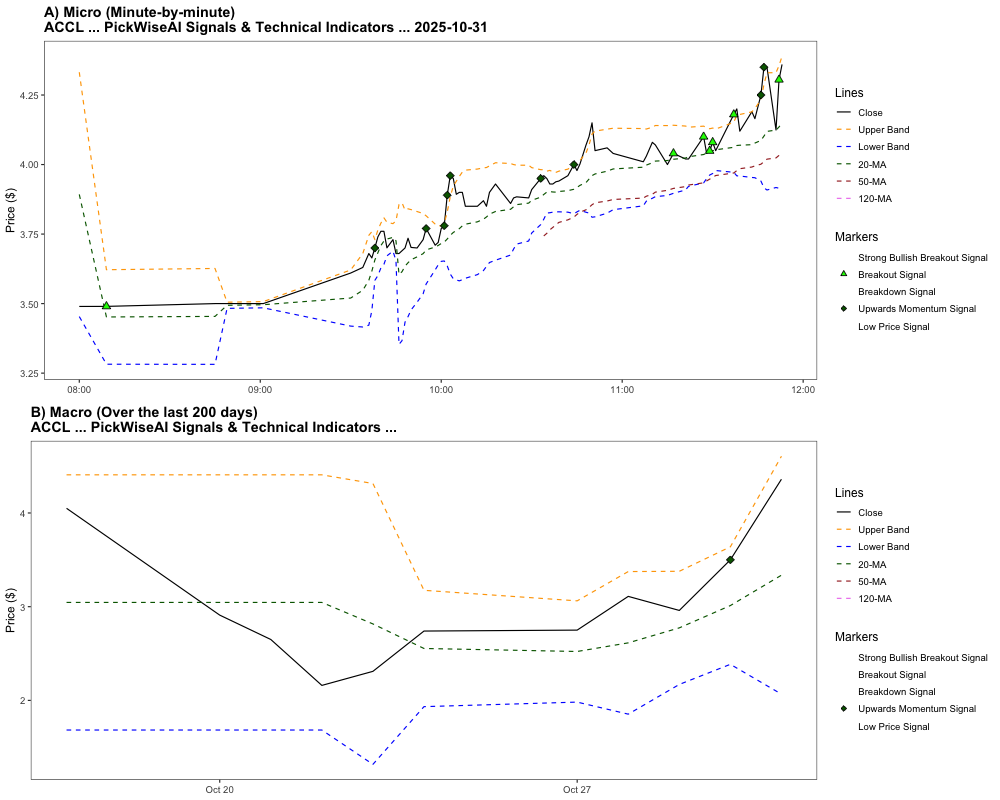 A) Micro (Minute-by-minute)
ACCL ... PickWiseAI Signals & Technical Indicators ... 2025-10-31
Price ($)
4.25
4.00
3.75
3.50
3.25
08:00
09:00
10:00
11:00
12:00
Lines
Close
Upper Band
Lower Band
20-MA
50-MA
120-MA
Markers
Strong Bullish Breakout Signal
Breakout Signal
Breakdown Signal
Upwards Momentum Signal
Low Price Signal
B) Macro (Over the last 200 days)
ACCL ... PickWiseAI Signals & Technical Indicators ...
Price ($)
4
3
2
Oct 20
Oct 27
Lines
Close
Upper Band
Lower Band
20-MA
50-MA
120-MA
Markers
Strong Bullish Breakout Signal
Breakout Signal
Breakdown Signal
Upwards Momentum Signal
Low Price Signal